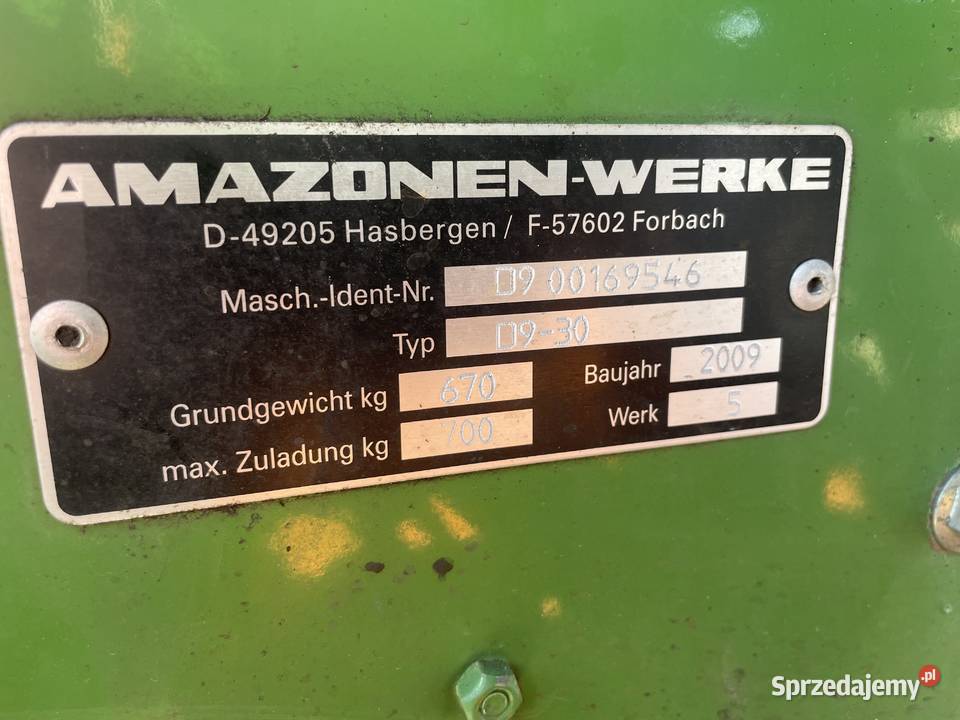 AMAZONEN-WERKE
D-49205 Hasbergen / F-57602 Forbach
Masch.-Ident-Nr. D9 00169546
Typ D9-30
Grundgewicht kg 670 Baujahr 2009
max. Zuladung kg 700 Werk 5
Sprzedajemy.pl